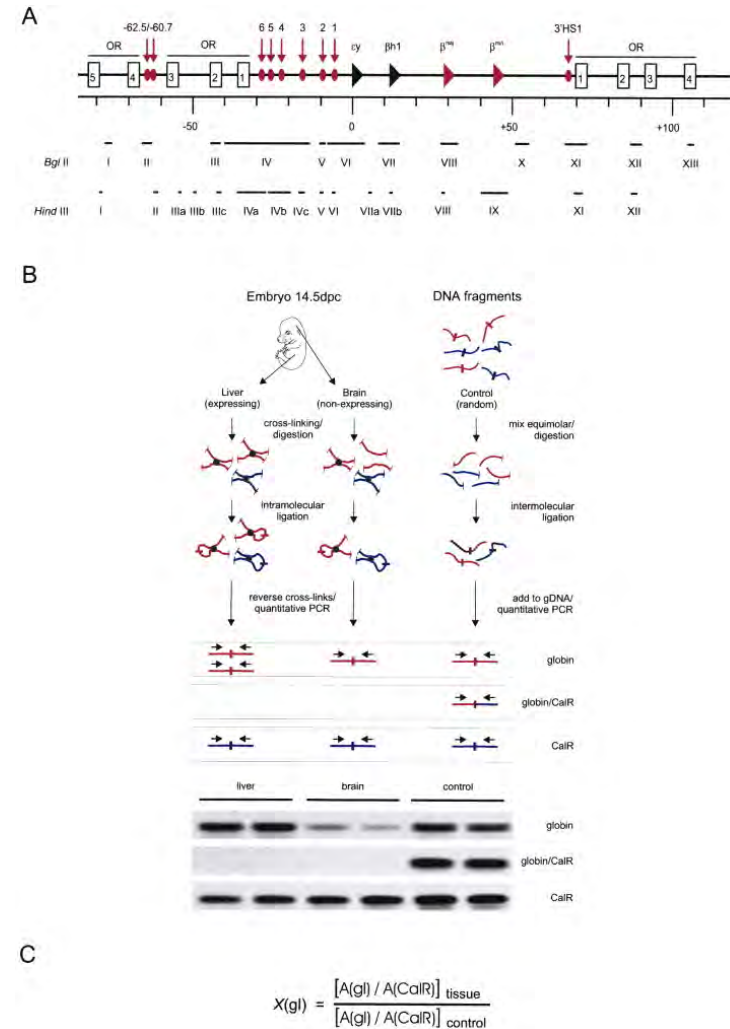 A
-62.5/-60.7 6 5 4 3 2 1 εy βh1 β^maj β^min 3'HS1
OR OR OR
5 4 3 2 1 1 2 3 4
-50 0 +50 +100
Bgl II I II III IV V VI VII VIII X XI XII XIII
Hind III I II IIIa IIIb IIIc IVa IVb IVc V VI VIIa VIIb VIII IX XI XII
B
Embryo 14.5dpc DNA fragments
Liver
(expressing)
Brain
(non-expressing)
Control
(random)
cross-linking/
digestion
mix equimolar/
digestion
intramolecular
ligation
intermolecular
ligation
reverse cross-links/
quantitative PCR
add to gDNA/
quantitative PCR
globin
globin/CalR
CalR
liver brain control
globin
globin/CalR
CalR
C
X(gl) = [A(gl) / A(CalR)] tissue
[A(gl) / A(CalR)] control